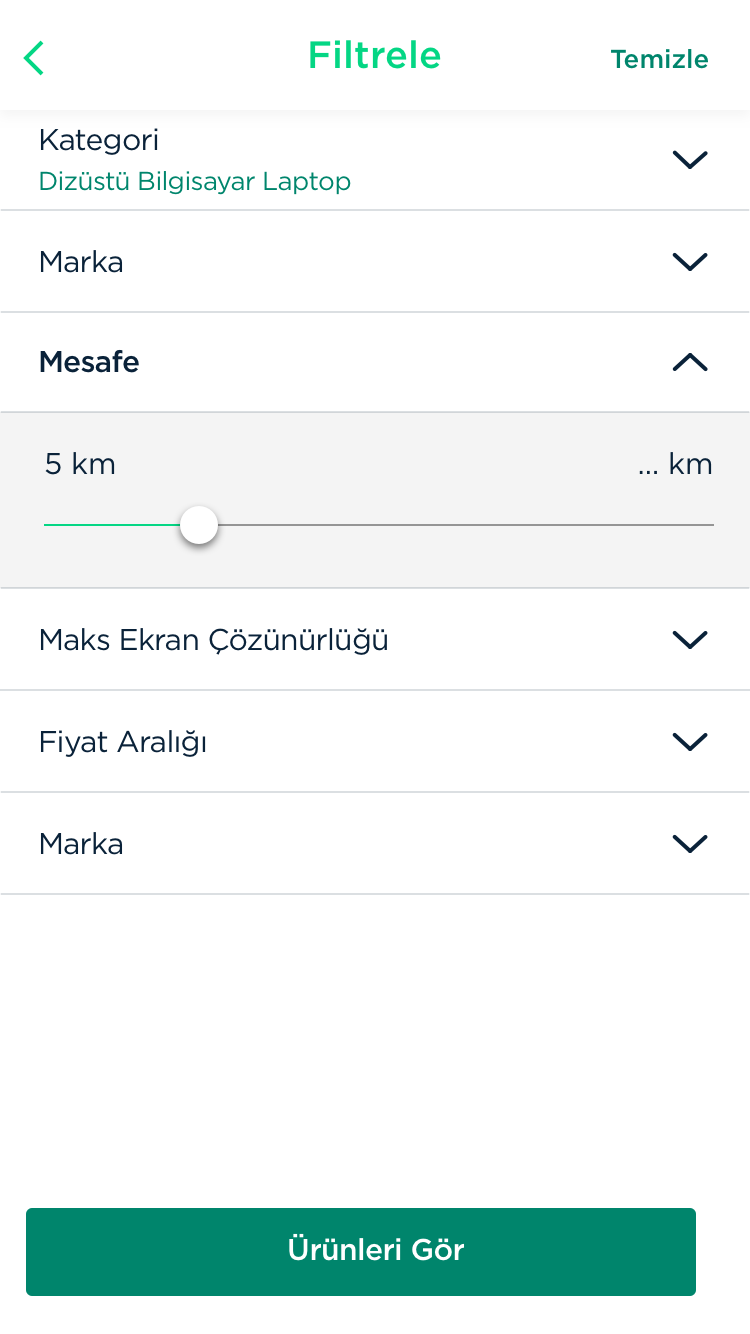 Filtrele
Temizle
Kategori
Dizüstü Bilgisayar Laptop
Marka
Mesafe
5 km
... km
Maks Ekran Çözünürlüğü
Fiyat Aralığı
Marka
Ürünleri Gör